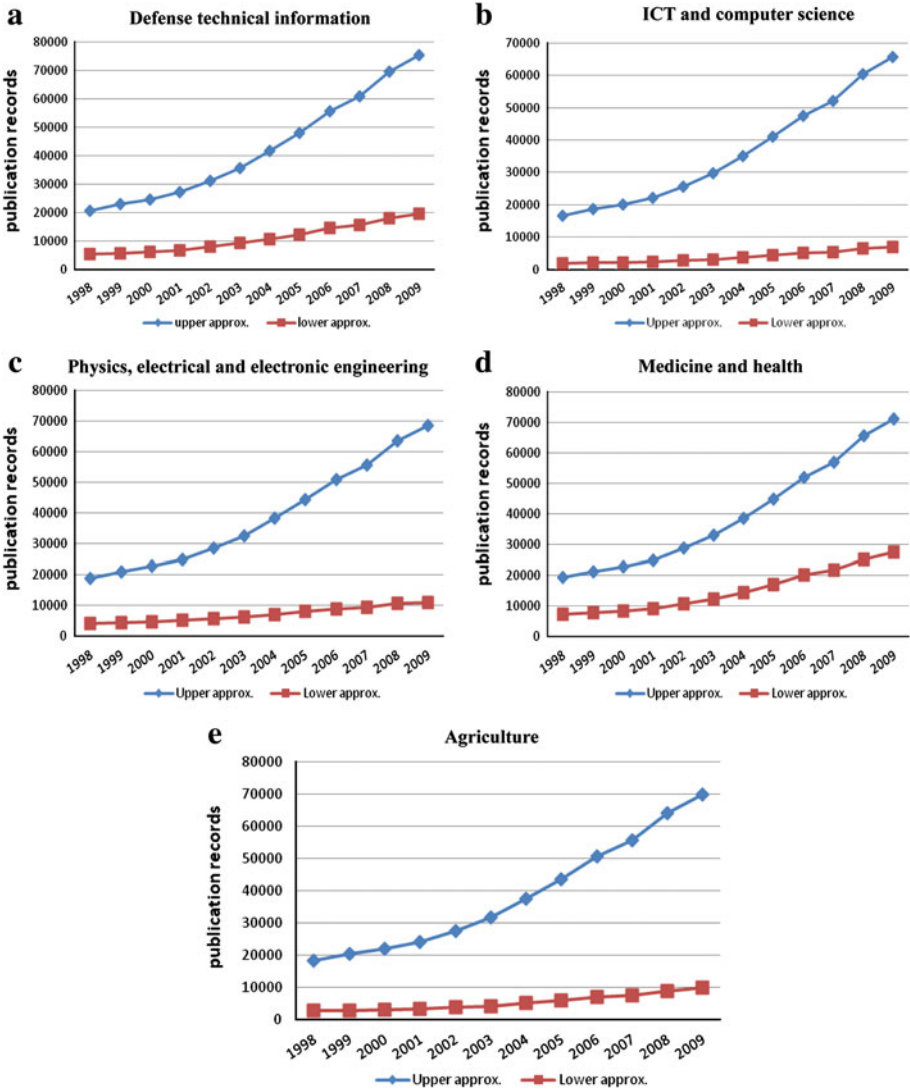 a
Defense technical information
publication records
80000
70000
60000
50000
40000
30000
20000
10000
0
1998 1999 2000 2001 2002 2003 2004 2005 2006 2007 2008 2009
upper approx. lower approx.
b
ICT and computer science
publication records
70000
60000
50000
40000
30000
20000
10000
0
1998 1999 2000 2001 2002 2003 2004 2005 2006 2007 2008 2009
Upper approx. Lower approx.
c
Physics, electrical and electronic engineering
publication records
80000
70000
60000
50000
40000
30000
20000
10000
0
1998 1999 2000 2001 2002 2003 2004 2005 2006 2007 2008 2009
Upper approx. Lower approx.
d
Medicine and health
publication records
80000
70000
60000
50000
40000
30000
20000
10000
0
1998 1999 2000 2001 2002 2003 2004 2005 2006 2007 2008 2009
Upper approx. Lower approx.
e
Agriculture
publication records
80000
70000
60000
50000
40000
30000
20000
10000
0
1998 1999 2000 2001 2002 2003 2004 2005 2006 2007 2008 2009
Upper approx. Lower approx.